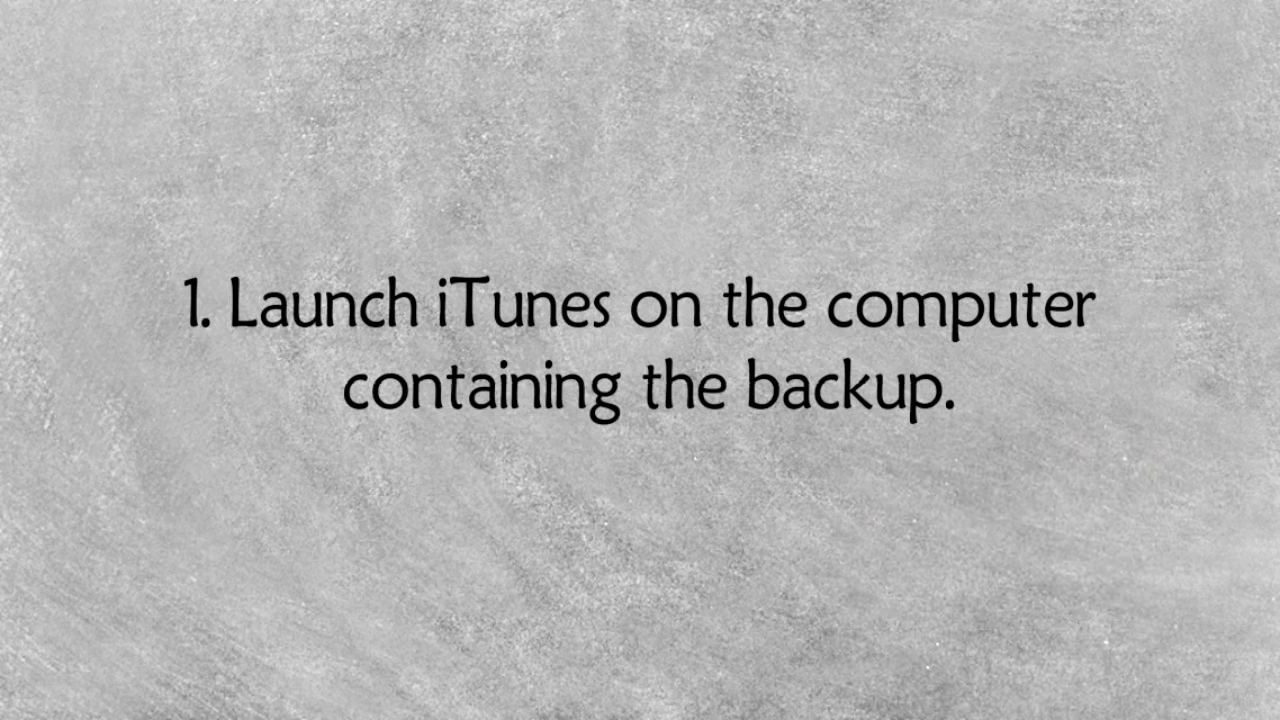 1. Launch iTunes on the computer
containing the backup.